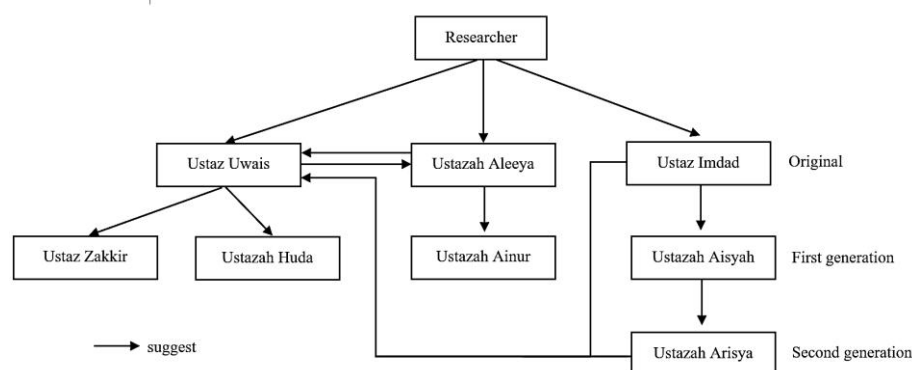 Researcher
Ustaz Uwais
Ustazah Aleeya
Ustaz Imdad
Original
Ustaz Zakkir
Ustazah Huda
Ustazah Ainur
Ustazah Aisyah
First generation
suggest
Ustazah Arisya
Second generation